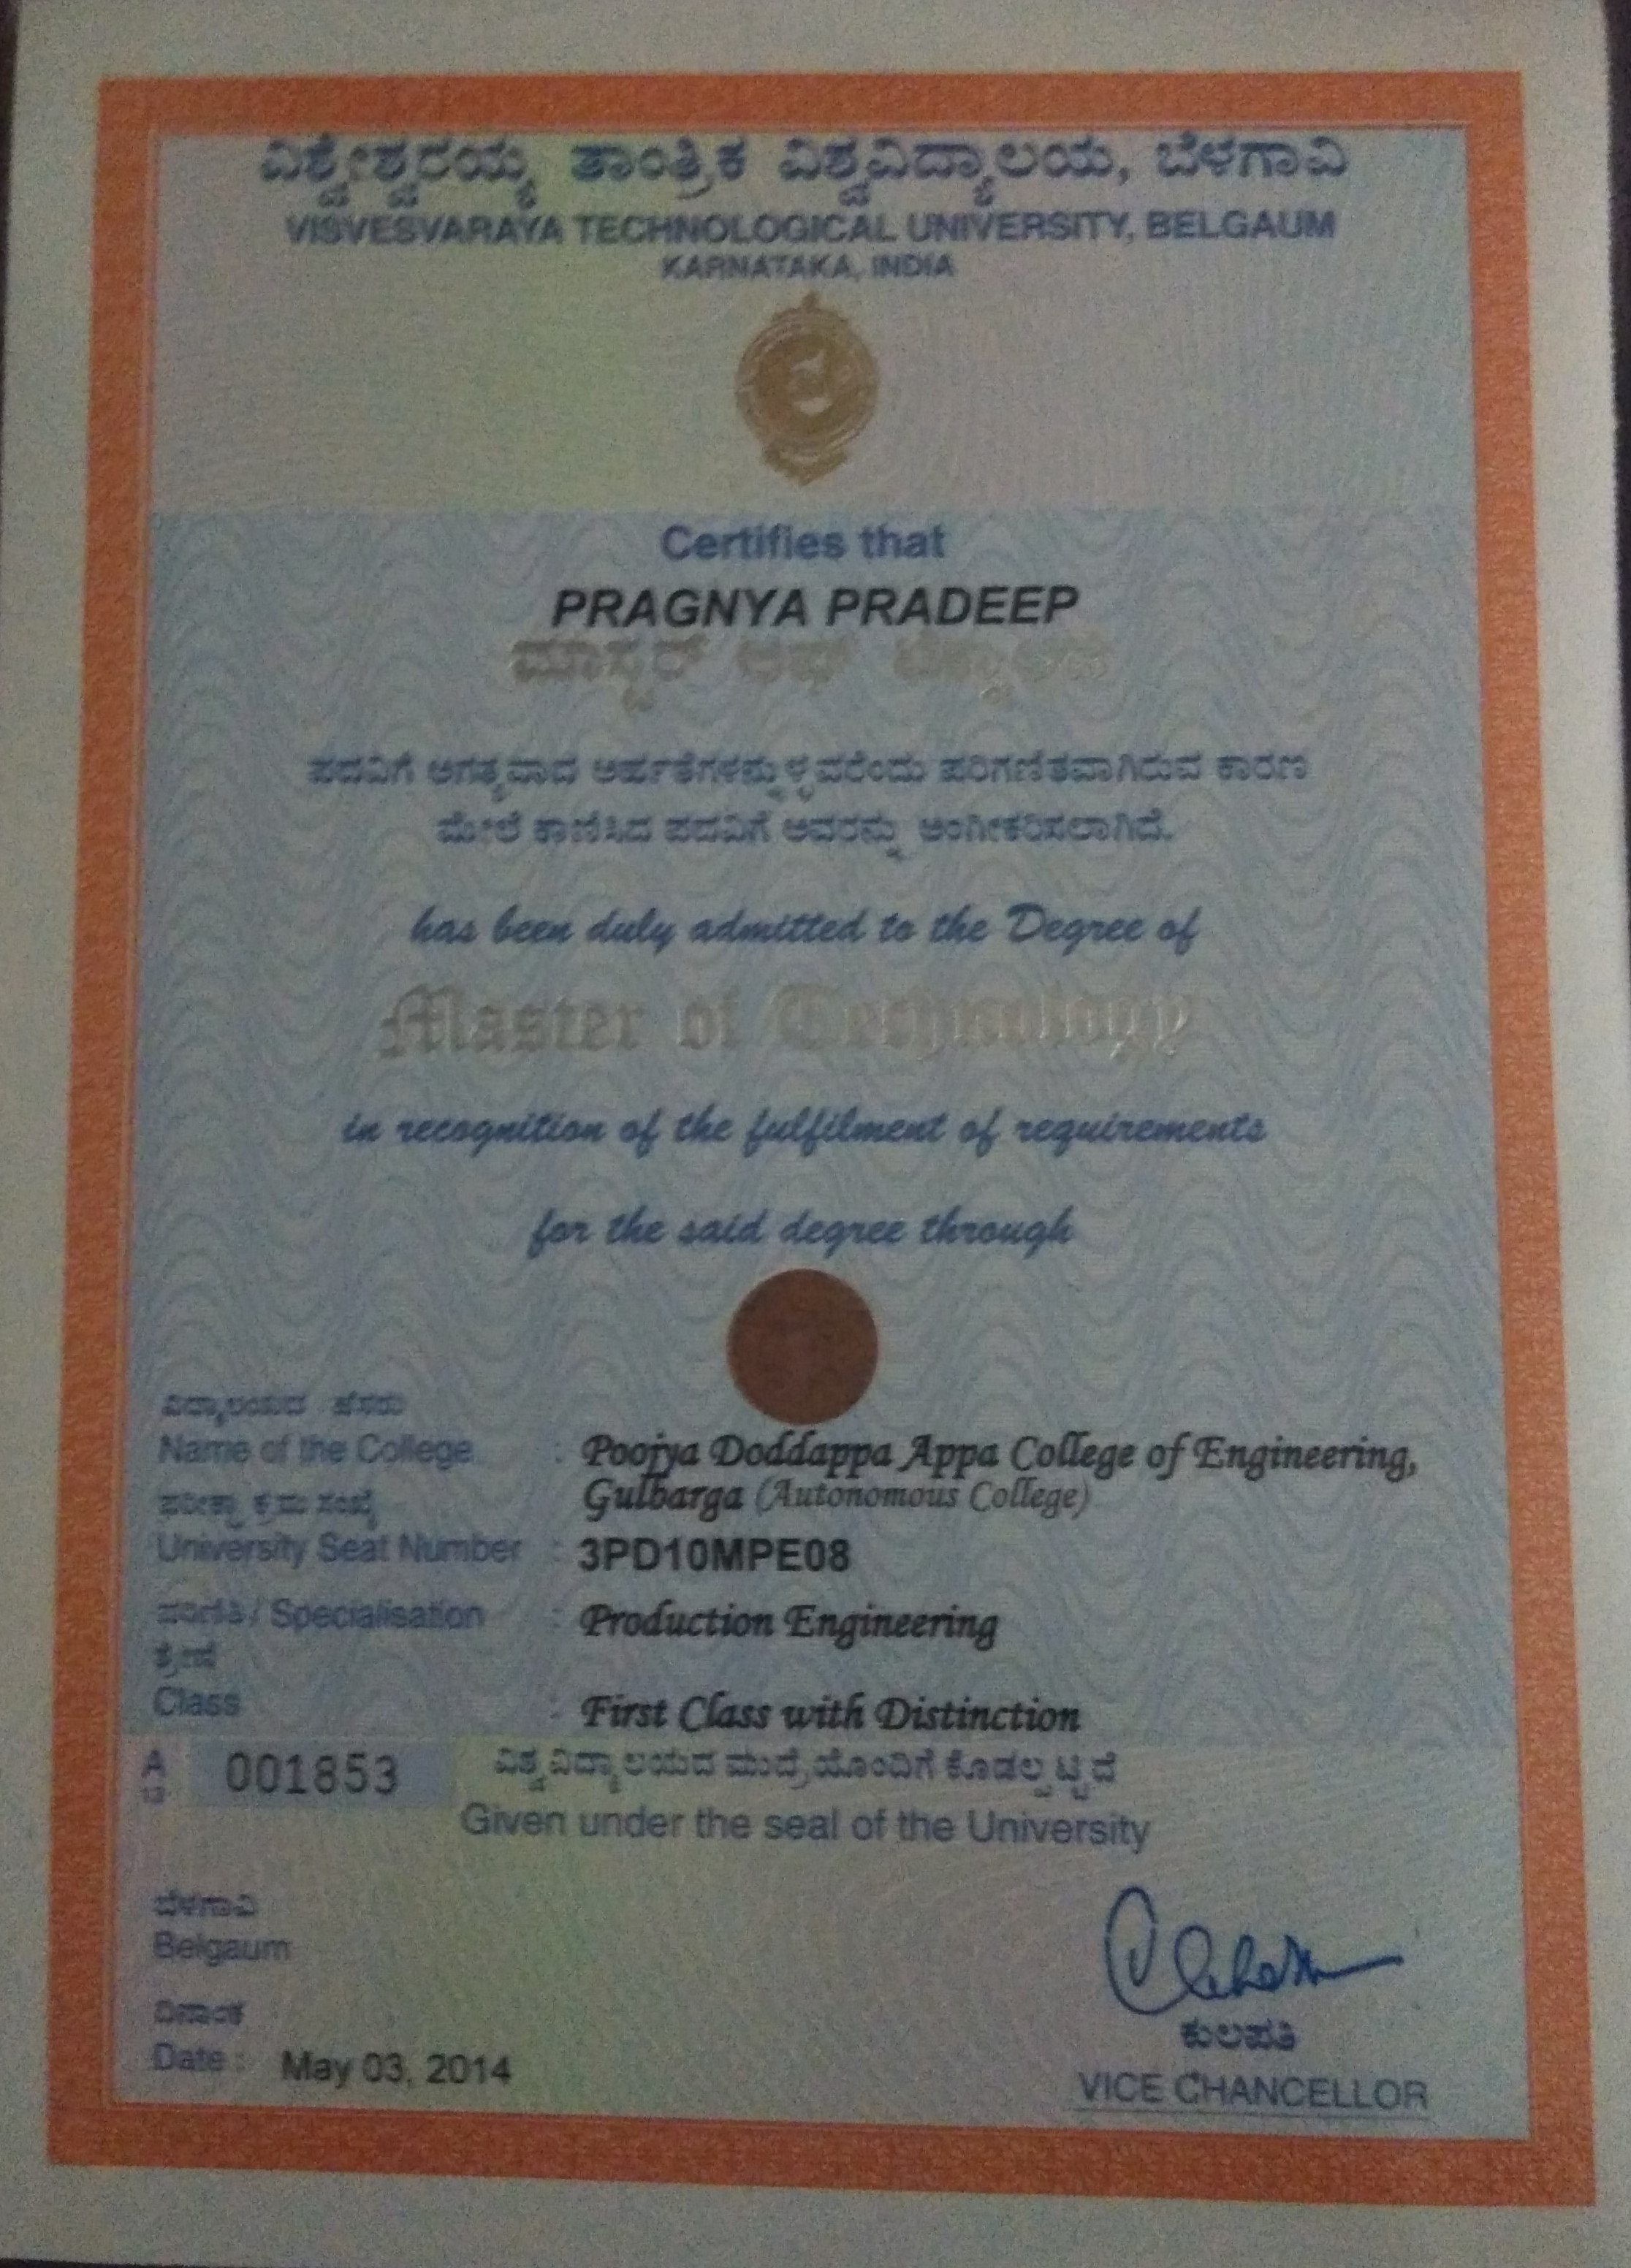 ವಿಶ್ವೇಶ್ವರಯ್ಯ ತಾಂತ್ರಿಕ ವಿಶ್ವವಿದ್ಯಾಲಯ, ಬೆಳಗಾವಿ
VISVESVARAYA TECHNOLOGICAL UNIVERSITY, BELGAUM
KARNATAKA, INDIA
Certifies that
PRAGNYA PRADEEP
ಮಾಸ್ಟರ್ ಆಫ್ ಟೆಕ್ನಾಲಜಿ
ಪದವಿಗೆ ಅಗತ್ಯವಾದ ಅರ್ಹತೆಗಳನ್ನುಳ್ಳವರೆಂದು ಪರಿಗಣಿತವಾಗಿರುವ ಕಾರಣ
ಮೇಲೆ ಕಾಣಿಸಿದ ಪದವಿಗೆ ಅವರನ್ನು ಅಂಗೀಕರಿಸಲಾಗಿದೆ.
has been duly admitted to the Degree of
Master of Technology
in recognition of the fulfilment of requirements
for the said degree through
ವಿದ್ಯಾಲಯದ ಹೆಸರು
Name of the College : Poojya Doddappa Appa College of Engineering,
Gulbarga (Autonomous College)
ಪರೀಕ್ಷಾ ಕ್ರಮ ಸಂಖ್ಯೆ
University Seat Number : 3PD10MPE08
ಪರಿಣತಿ / Specialisation : Production Engineering
ಶ್ರೇಣಿ
Class : First Class with Distinction
A 001853
ವಿಶ್ವವಿದ್ಯಾಲಯದ ಮುದ್ರೆಯೊಂದಿಗೆ ಕೊಡಲ್ಪಟ್ಟಿದೆ
Given under the seal of the University
ಬೆಳಗಾವಿ
Belgaum
ದಿನಾಂಕ
Date : May 03, 2014
ಕುಲಪತಿ
VICE CHANCELLOR